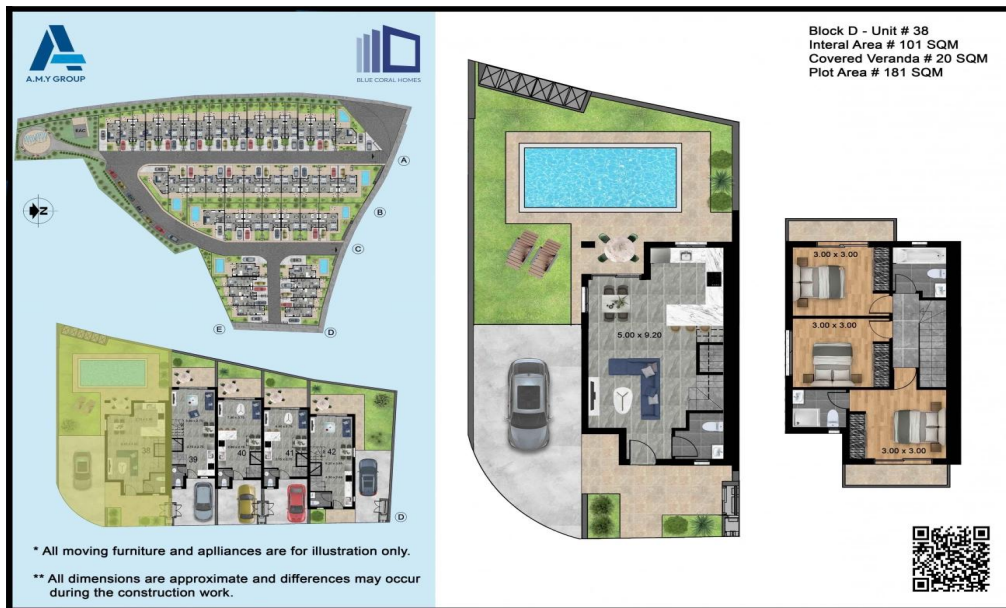 A.M.Y GROUP
BLUE CORAL HOMES
Block D - Unit # 38
Interal Area # 101 SQM
Covered Veranda # 20 SQM
Plot Area # 181 SQM
A
B
C
D
E
N
5.00 x 9.20
3.00 x 3.00
3.00 x 3.00
3.00 x 3.00
38
39
40
41
42
D
* All moving furniture and aplliances are for illustration only.
** All dimensions are approximate and differences may occur
during the construction work.